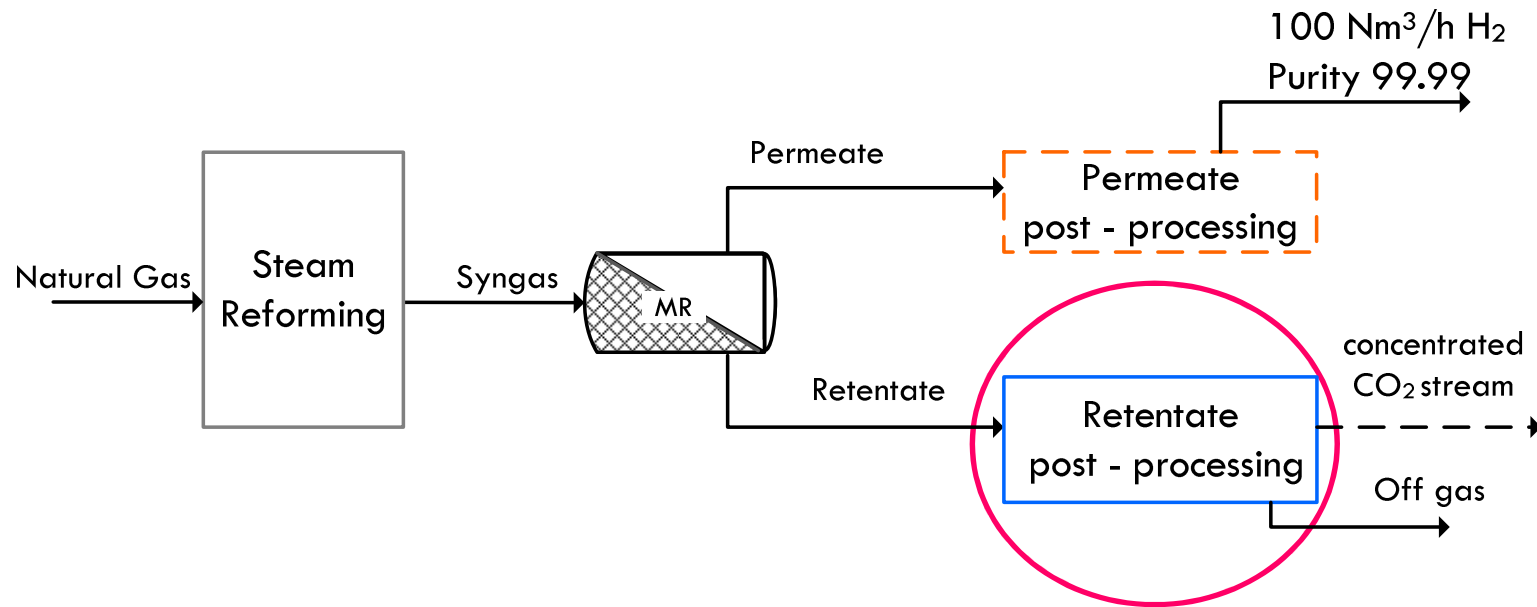 100 Nm³/h H₂
Purity 99.99
Permeate
Permeate
post - processing
Natural Gas
Steam
Reforming
Syngas
MR
Retentate
Retentate
post - processing
concentrated
CO₂ stream
Off gas